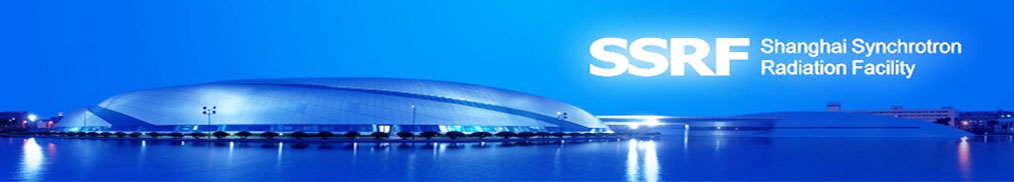 SSRF
Shanghai Synchrotron
Radiation Facility